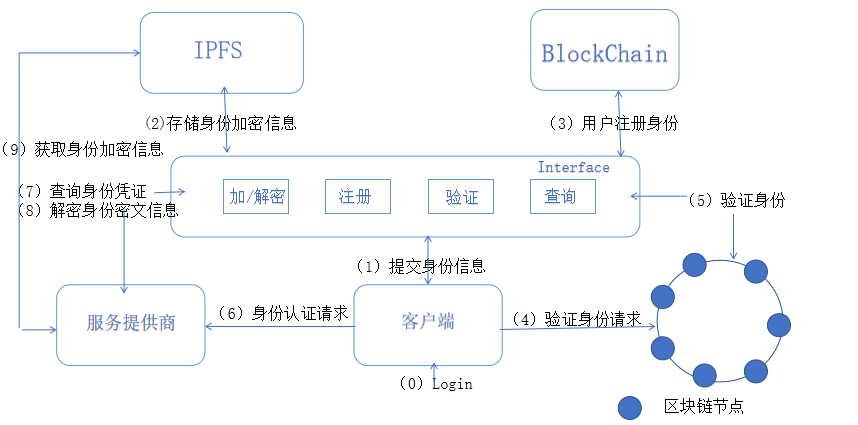 IPFS
BlockChain
(2)存储身份加密信息
（3）用户注册身份
（9）获取身份加密信息
Interface
（7）查询身份凭证
（8）解密身份密文信息
加/解密
注册
验证
查询
（5）验证身份
（1）提交身份信息
服务提供商
（6）身份认证请求
客户端
（4）验证身份请求
（0）Login
区块链节点